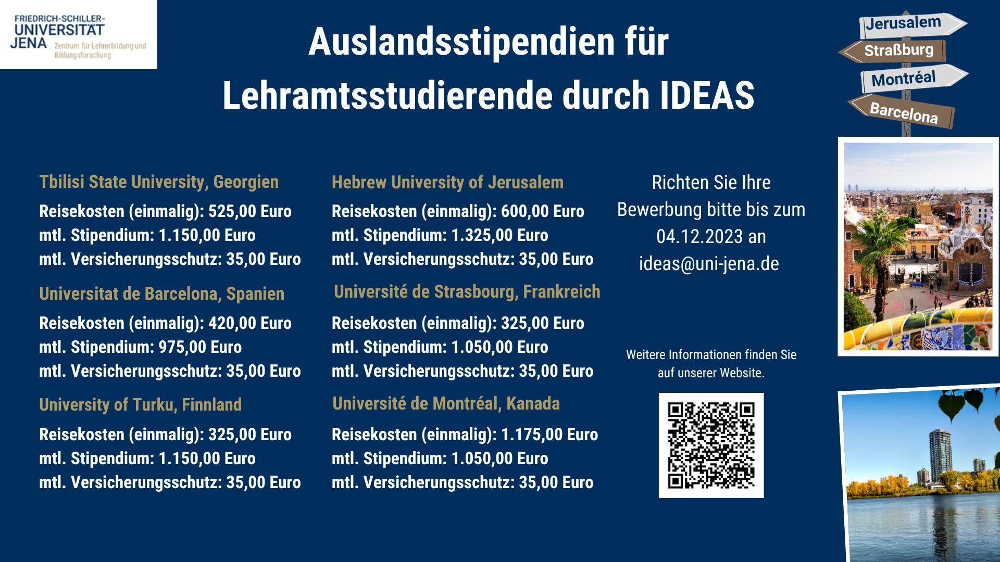 FRIEDRICH-SCHILLER-
UNIVERSITÄT
JENA Zentrum für Lehrerbildung und
Bildungsforschung
Auslandsstipendien für
Lehramtsstudierende durch IDEAS
Jerusalem
Straßburg
Montréal
Barcelona
Tbilisi State University, Georgien
Reisekosten (einmalig): 525,00 Euro
mtl. Stipendium: 1.150,00 Euro
mtl. Versicherungsschutz: 35,00 Euro
Universitat de Barcelona, Spanien
Reisekosten (einmalig): 420,00 Euro
mtl. Stipendium: 975,00 Euro
mtl. Versicherungsschutz: 35,00 Euro
University of Turku, Finnland
Reisekosten (einmalig): 325,00 Euro
mtl. Stipendium: 1.150,00 Euro
mtl. Versicherungsschutz: 35,00 Euro
Hebrew University of Jerusalem
Reisekosten (einmalig): 600,00 Euro
mtl. Stipendium: 1.325,00 Euro
mtl. Versicherungsschutz: 35,00 Euro
Université de Strasbourg, Frankreich
Reisekosten (einmalig): 325,00 Euro
mtl. Stipendium: 1.050,00 Euro
mtl. Versicherungsschutz: 35,00 Euro
Université de Montréal, Kanada
Reisekosten (einmalig): 1.175,00 Euro
mtl. Stipendium: 1.050,00 Euro
mtl. Versicherungsschutz: 35,00 Euro
Richten Sie Ihre
Bewerbung bitte bis zum
04.12.2023 an
ideas@uni-jena.de
Weitere Informationen finden Sie
auf unserer Website.